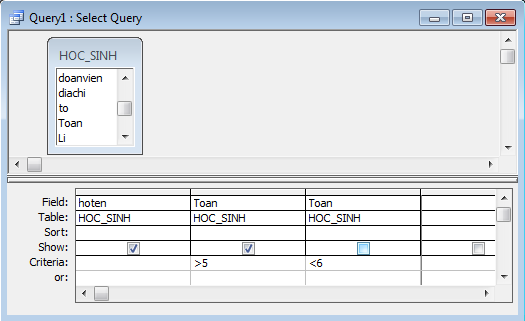 Query1 : Select Query
HOC_SINH
doanvien
diachi
to
Toan
Li
Field: hoten Toan Toan
Table: HOC_SINH HOC_SINH HOC_SINH
Sort:
Show:
Criteria: >5 <6
or: